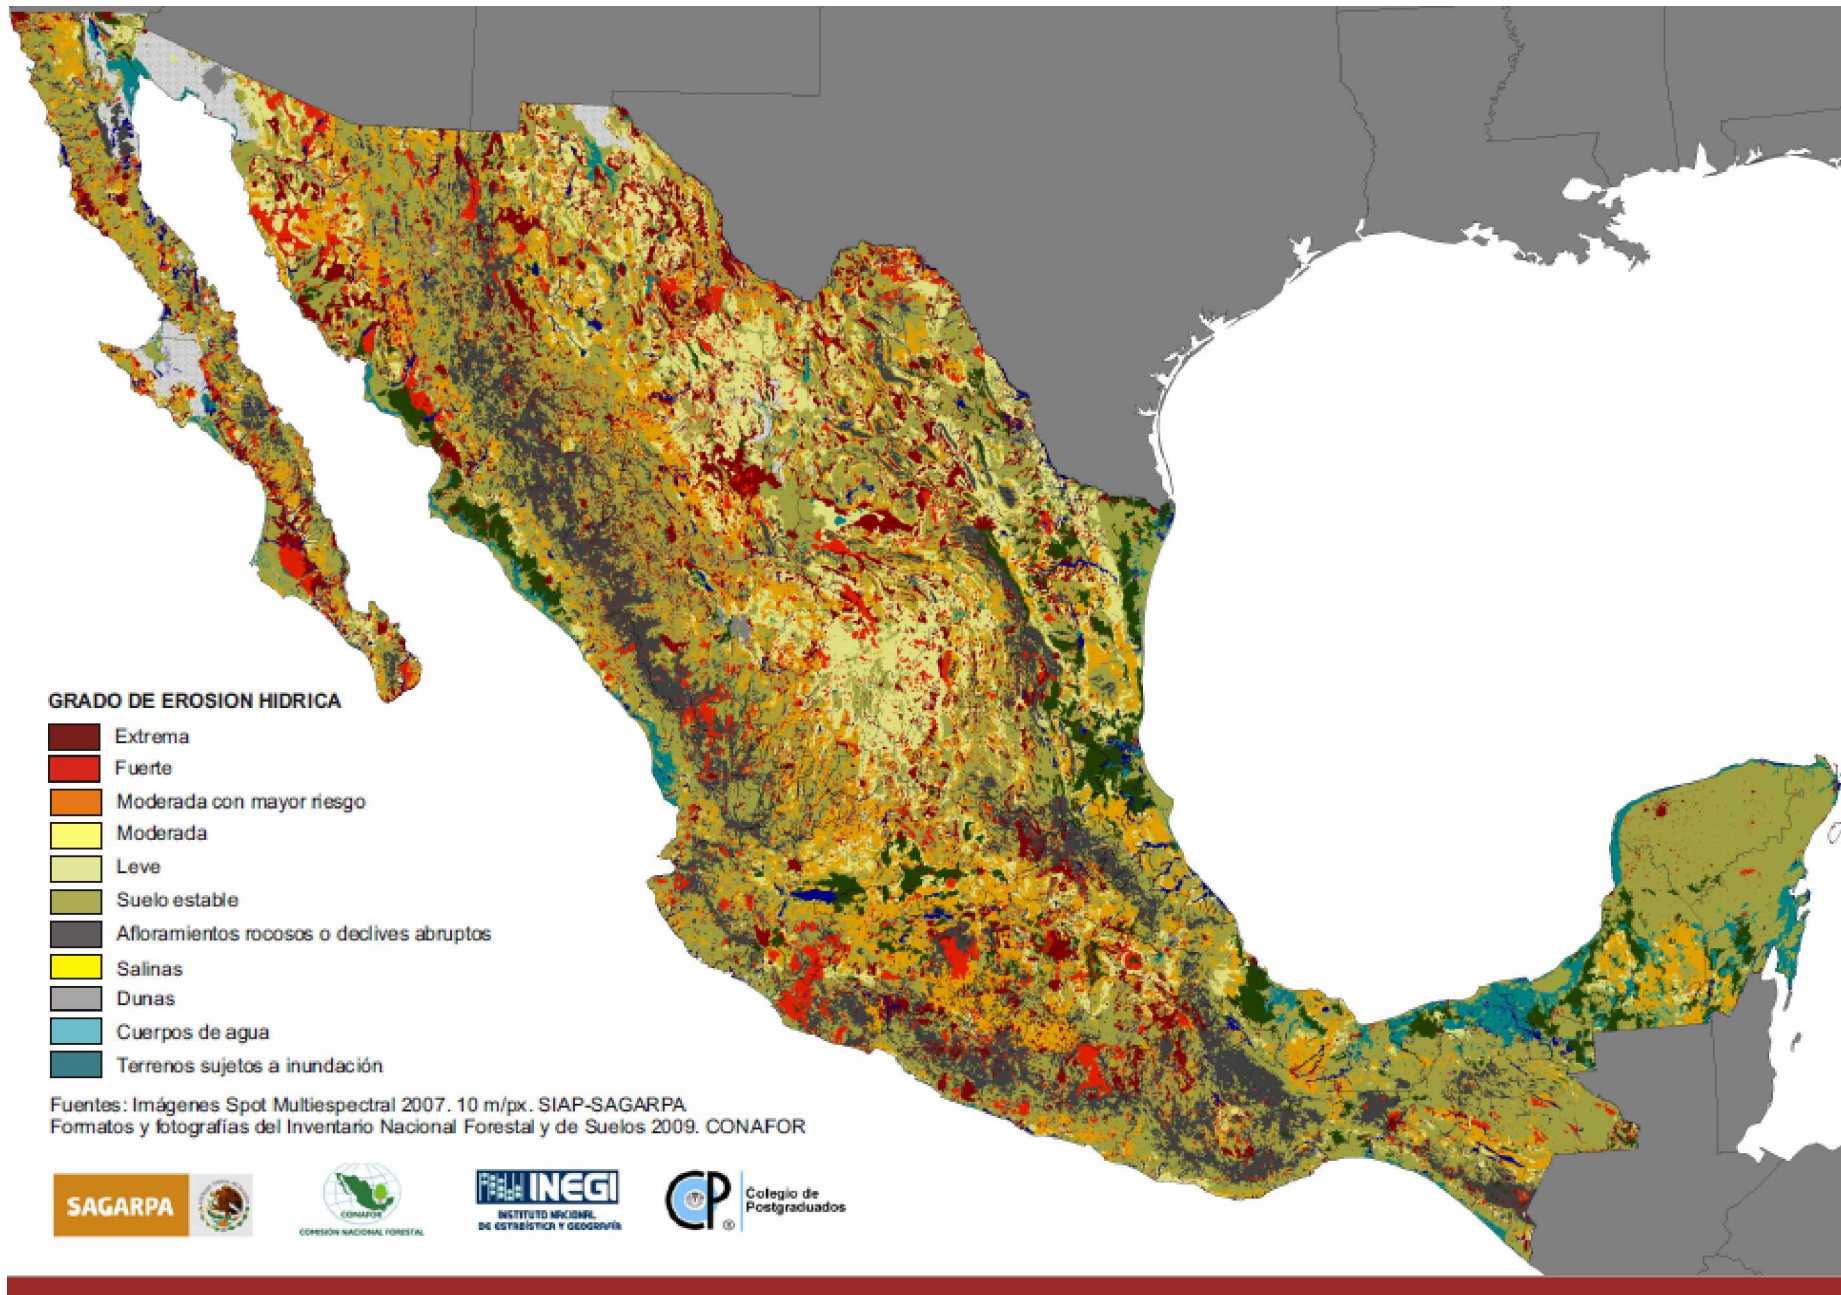 GRADO DE EROSION HIDRICA
Extrema
Fuerte
Moderada con mayor riesgo
Moderada
Leve
Suelo estable
Afloramientos rocosos o declives abruptos
Salinas
Dunas
Cuerpos de agua
Terrenos sujetos a inundación
Fuentes: Imágenes Spot Multiespectral 2007. 10 m/px. SIAP-SAGARPA
Formatos y fotografías del Inventario Nacional Forestal y de Suelos 2009. CONAFOR
SAGARPA
CONAFOR
COMISIÓN NACIONAL FORESTAL
INEGI
INSTITUTO NACIONAL
DE ESTADÍSTICA Y GEOGRAFÍA
CP®
Colegio de
Postgraduados